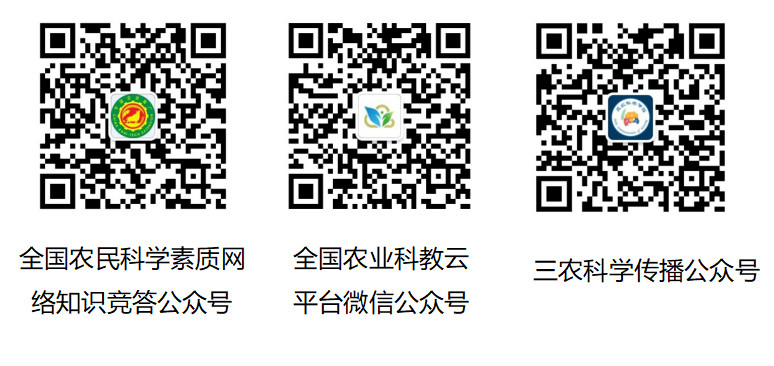 全国农民科学素质网
络知识竞答公众号
全国农业科教云
平台微信公众号
三农科学传播公众号